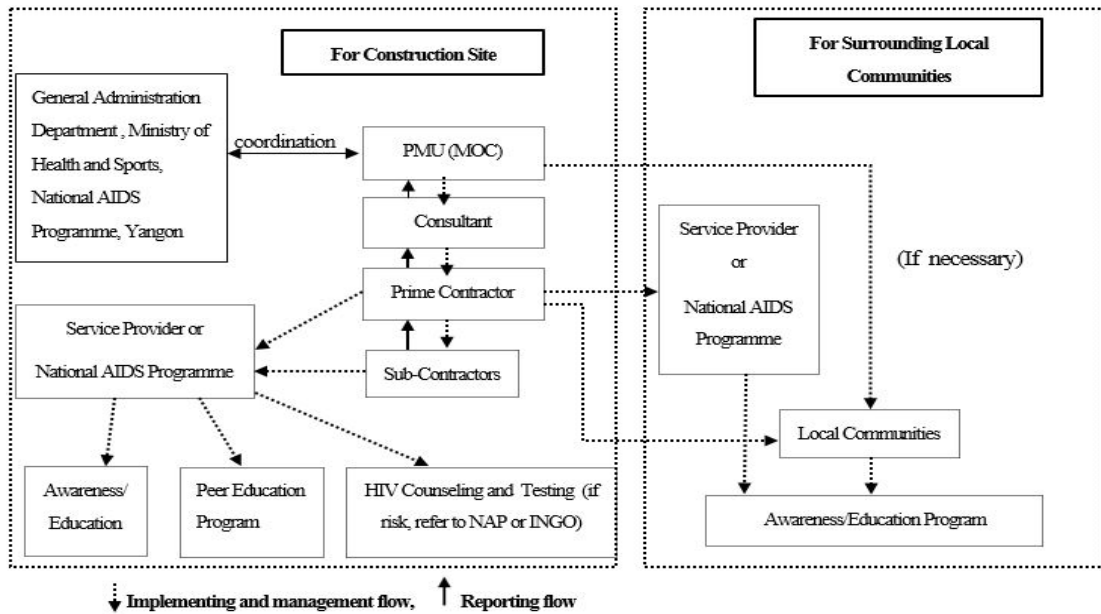 For Construction Site
For Surrounding Local
Communities
General Administration
Department , Ministry of
Health and Sports,
National AIDS
Programme, Yangon
coordination
PMU (MOC)
Consultant
Prime Contractor
Sub-Contractors
Service Provider or
National AIDS Programme
Awareness/
Education
Peer Education
Program
HIV Counseling and Testing (if
risk, refer to NAP or INGO)
Service Provider
or
National AIDS
Programme
(If necessary)
Local Communities
Awareness/Education Program
Implementing and management flow,
Reporting flow